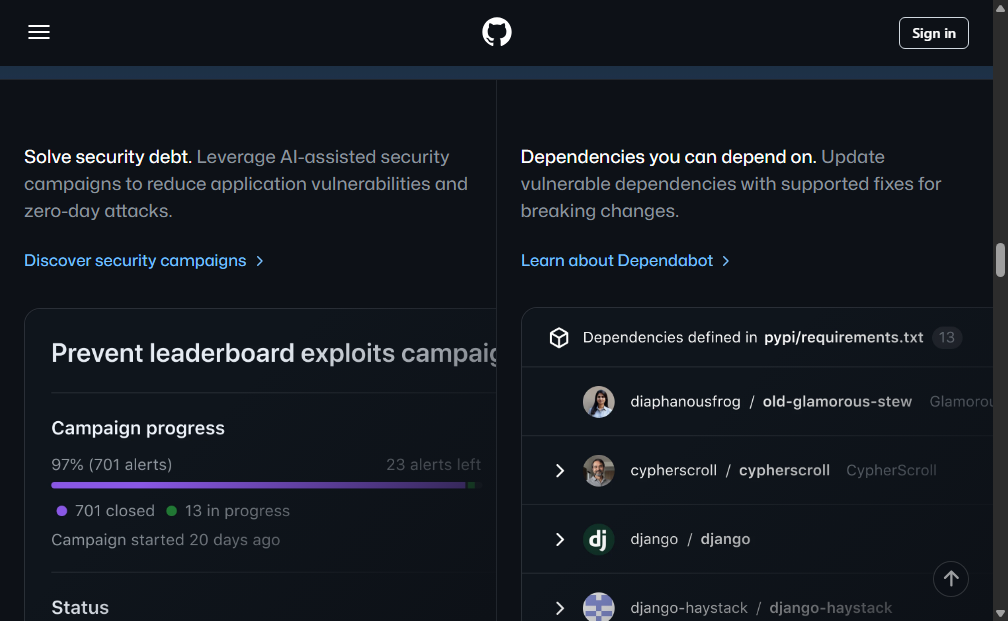 Sign in
Solve security debt. Leverage AI-assisted security
campaigns to reduce application vulnerabilities and
zero-day attacks.
Discover security campaigns
Prevent leaderboard exploits campaig
Campaign progress
97% (701 alerts) 23 alerts left
701 closed 13 in progress
Campaign started 20 days ago
Status
Dependencies you can depend on. Update
vulnerable dependencies with supported fixes for
breaking changes.
Learn about Dependabot
Dependencies defined in pypi/requirements.txt 13
diaphanousfrog / old-glamorous-stew Glamorou
cypherscroll / cypherscroll CypherScroll
dj django / django
django-haystack / django-haystack